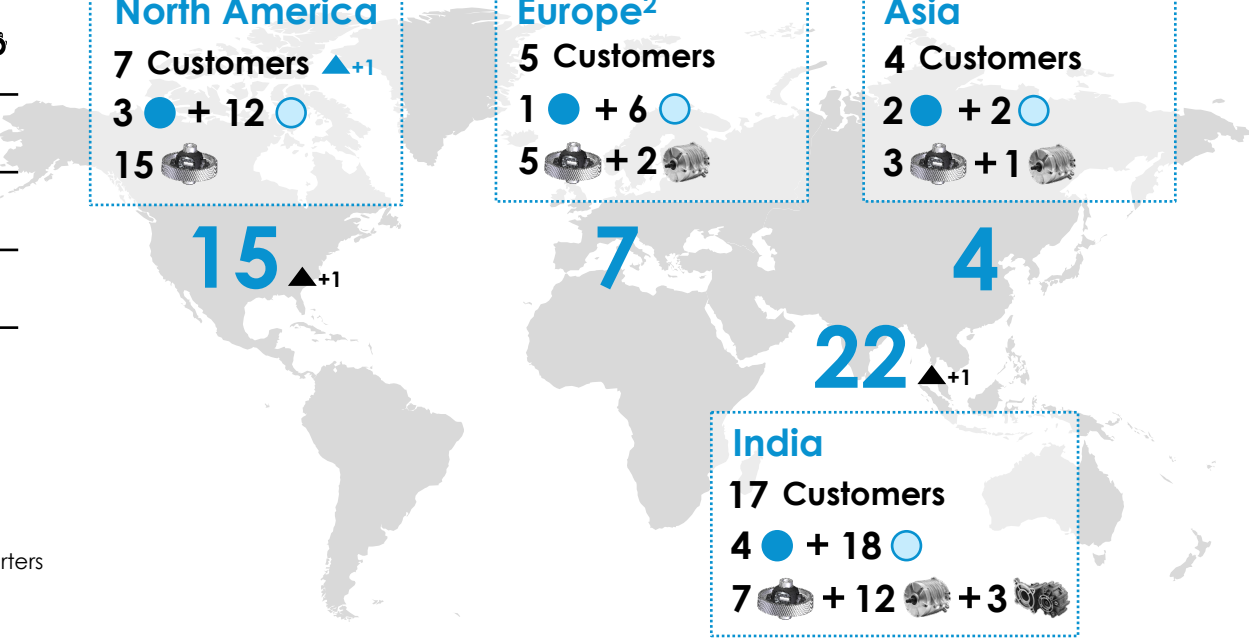 North America
7 Customers ▲+1
3 + 12
15
15 ▲+1
Europe²
5 Customers
1 + 6
5 + 2
7
Asia
4 Customers
2 + 2
3 + 1
4
22 ▲+1
India
17 Customers
4 + 18
7 + 12 + 3
rters